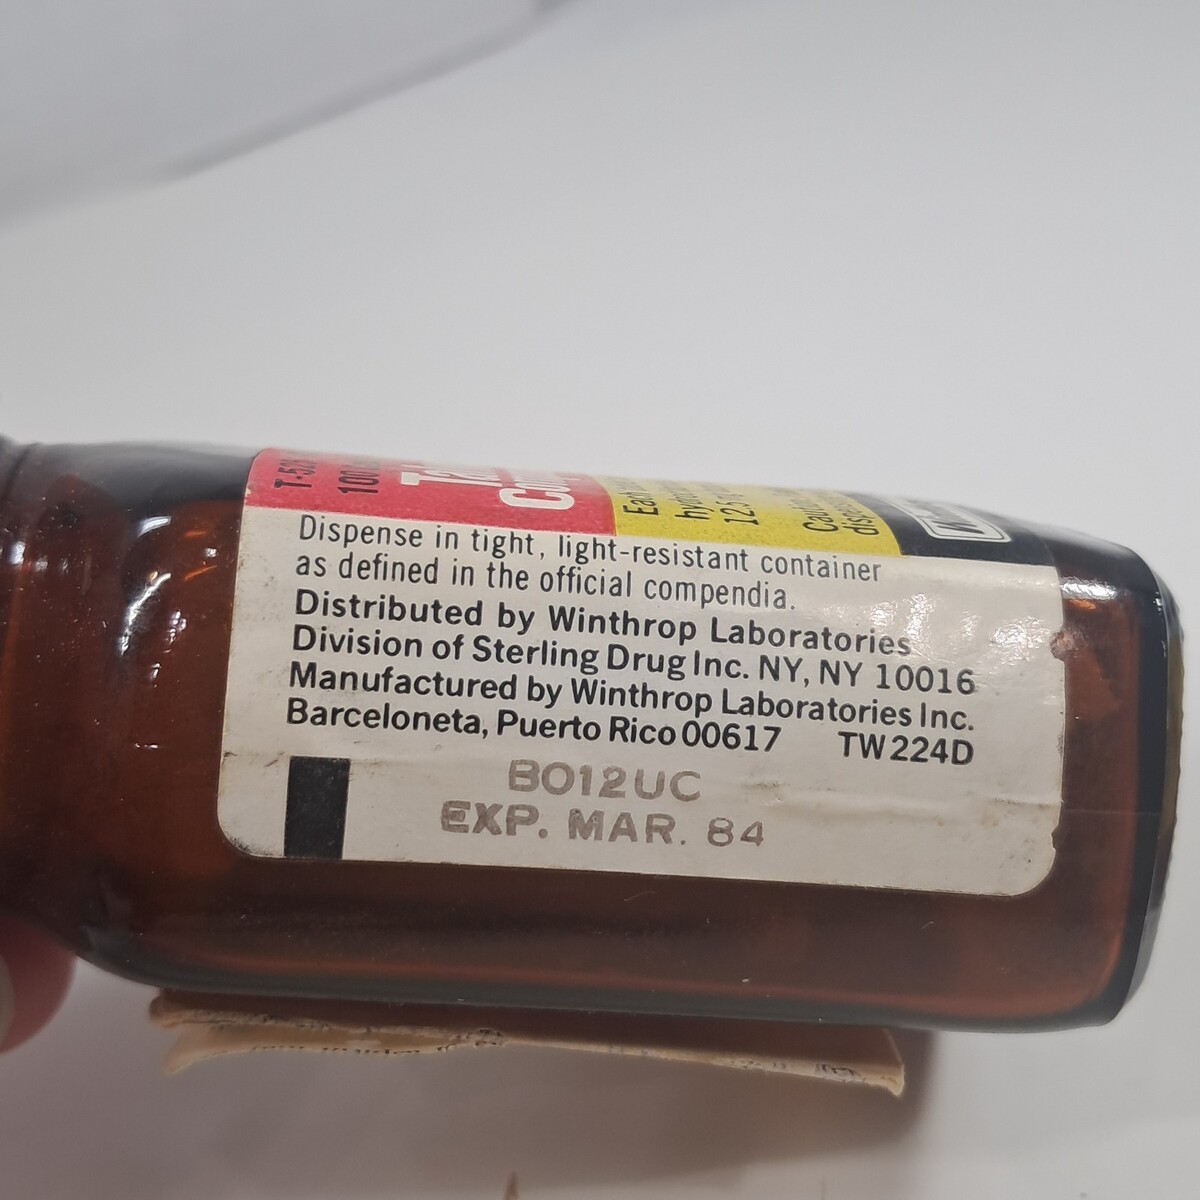 Dispense in tight, light-resistant container
as defined in the official compendia.
Distributed by Winthrop Laboratories
Division of Sterling Drug Inc. NY, NY 10016
Manufactured by Winthrop Laboratories Inc.
Barceloneta, Puerto Rico 00617 TW224D
BO12UC
EXP. MAR. 84